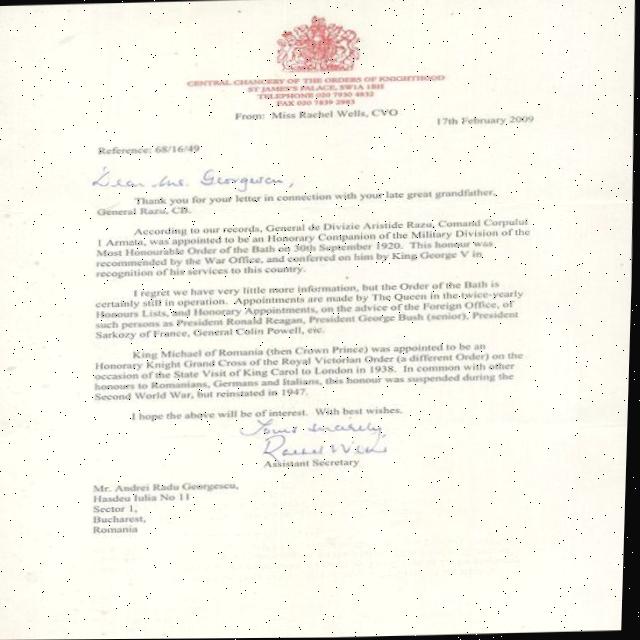 CENTRAL CHANCERY OF THE ORDERS OF KNIGHTHOOD
ST JAMES'S PALACE, SW1A 1BH
TELEPHONE 020 7930 4832
FAX 020 7839 2983
From: Miss Rachel Wells, CVO
17th February 2009
Reference: 68/16/49
Dear Mr. Georgescu,
Thank you for your letter in connection with your late great grandfather,
General Razu, CB.
According to our records, General de Divizie Aristide Razu, Comand Corpului
1 Armata, was appointed to be an Honorary Companion of the Military Division of the
Most Honourable Order of the Bath on 30th September 1920. This honour was
recommended by the War Office, and conferred on him by King George V in
recognition of his services to this country.
I regret we have very little more information, but the Order of the Bath is
certainly still in operation. Appointments are made by The Queen in the twice-yearly
Honours Lists, and Honorary Appointments, on the advice of the Foreign Office, of
such persons as President Ronald Reagan, President George Bush (senior), President
Sarkozy of France, General Colin Powell, etc.
King Michael of Romania (then Crown Prince) was appointed to be an
Honorary Knight Grand Cross of the Royal Victorian Order (a different Order) on the
occasion of the State Visit of King Carol to London in 1938. In common with other
honours to Romanians, Germans and Italians, this honour was suspended during the
Second World War, but reinstated in 1947.
I hope the above will be of interest. With best wishes.
Yours sincerely
Rachel Wells
Assistant Secretary
Mr. Andrei Radu Georgescu,
Hasdeu Iulia No 11
Sector 1,
Bucharest,
Romania